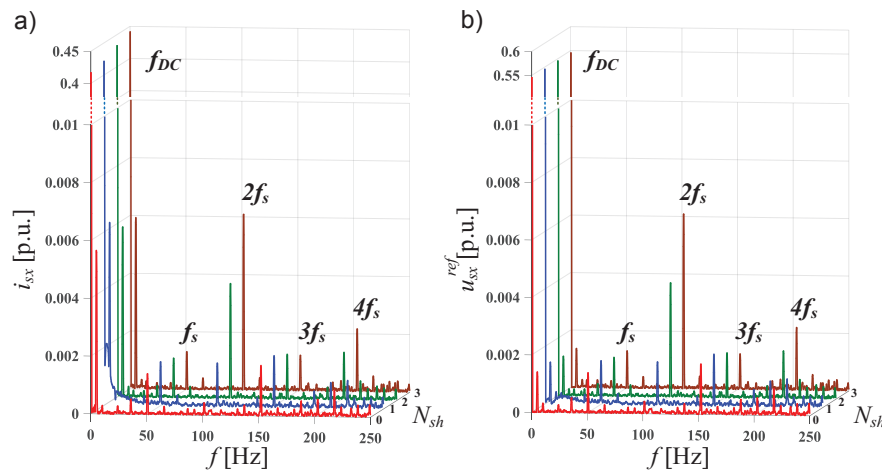 a)
0.45
0.4
0.01
0.008
0.006
0.004
0.002
0
i_sx [p.u.]
f_DC
2f_s
f_s
3f_s
4f_s
0
50
100
150
200
250
f [Hz]
0
1
2
3
N_sh
b)
0.6
0.55
0.01
0.008
0.006
0.004
0.002
0
u_sx^ref [p.u.]
f_DC
2f_s
f_s
3f_s
4f_s
0
50
100
150
200
250
f [Hz]
0
1
2
3
N_sh